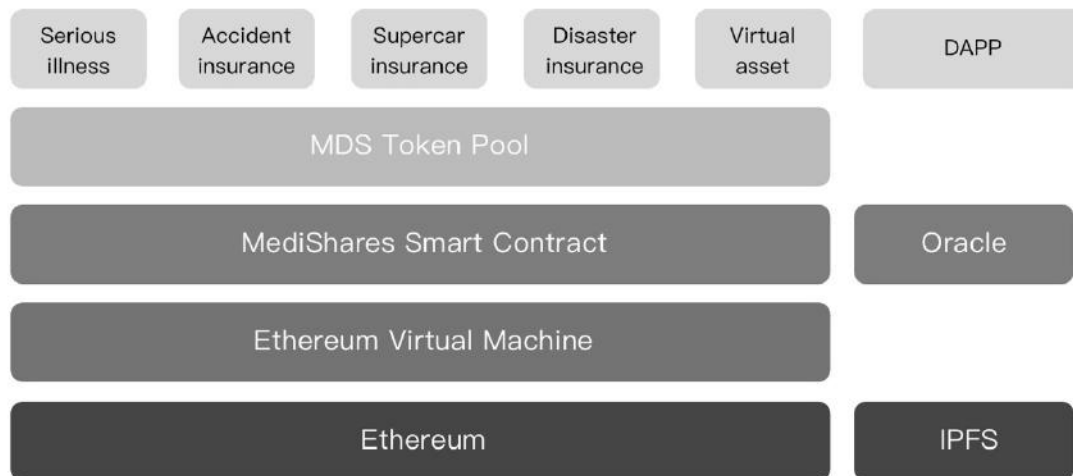 Serious
illness
Accident
insurance
Supercar
insurance
Disaster
insurance
Virtual
asset
DAPP
MDS Token Pool
MediShares Smart Contract
Oracle
Ethereum Virtual Machine
Ethereum
IPFS